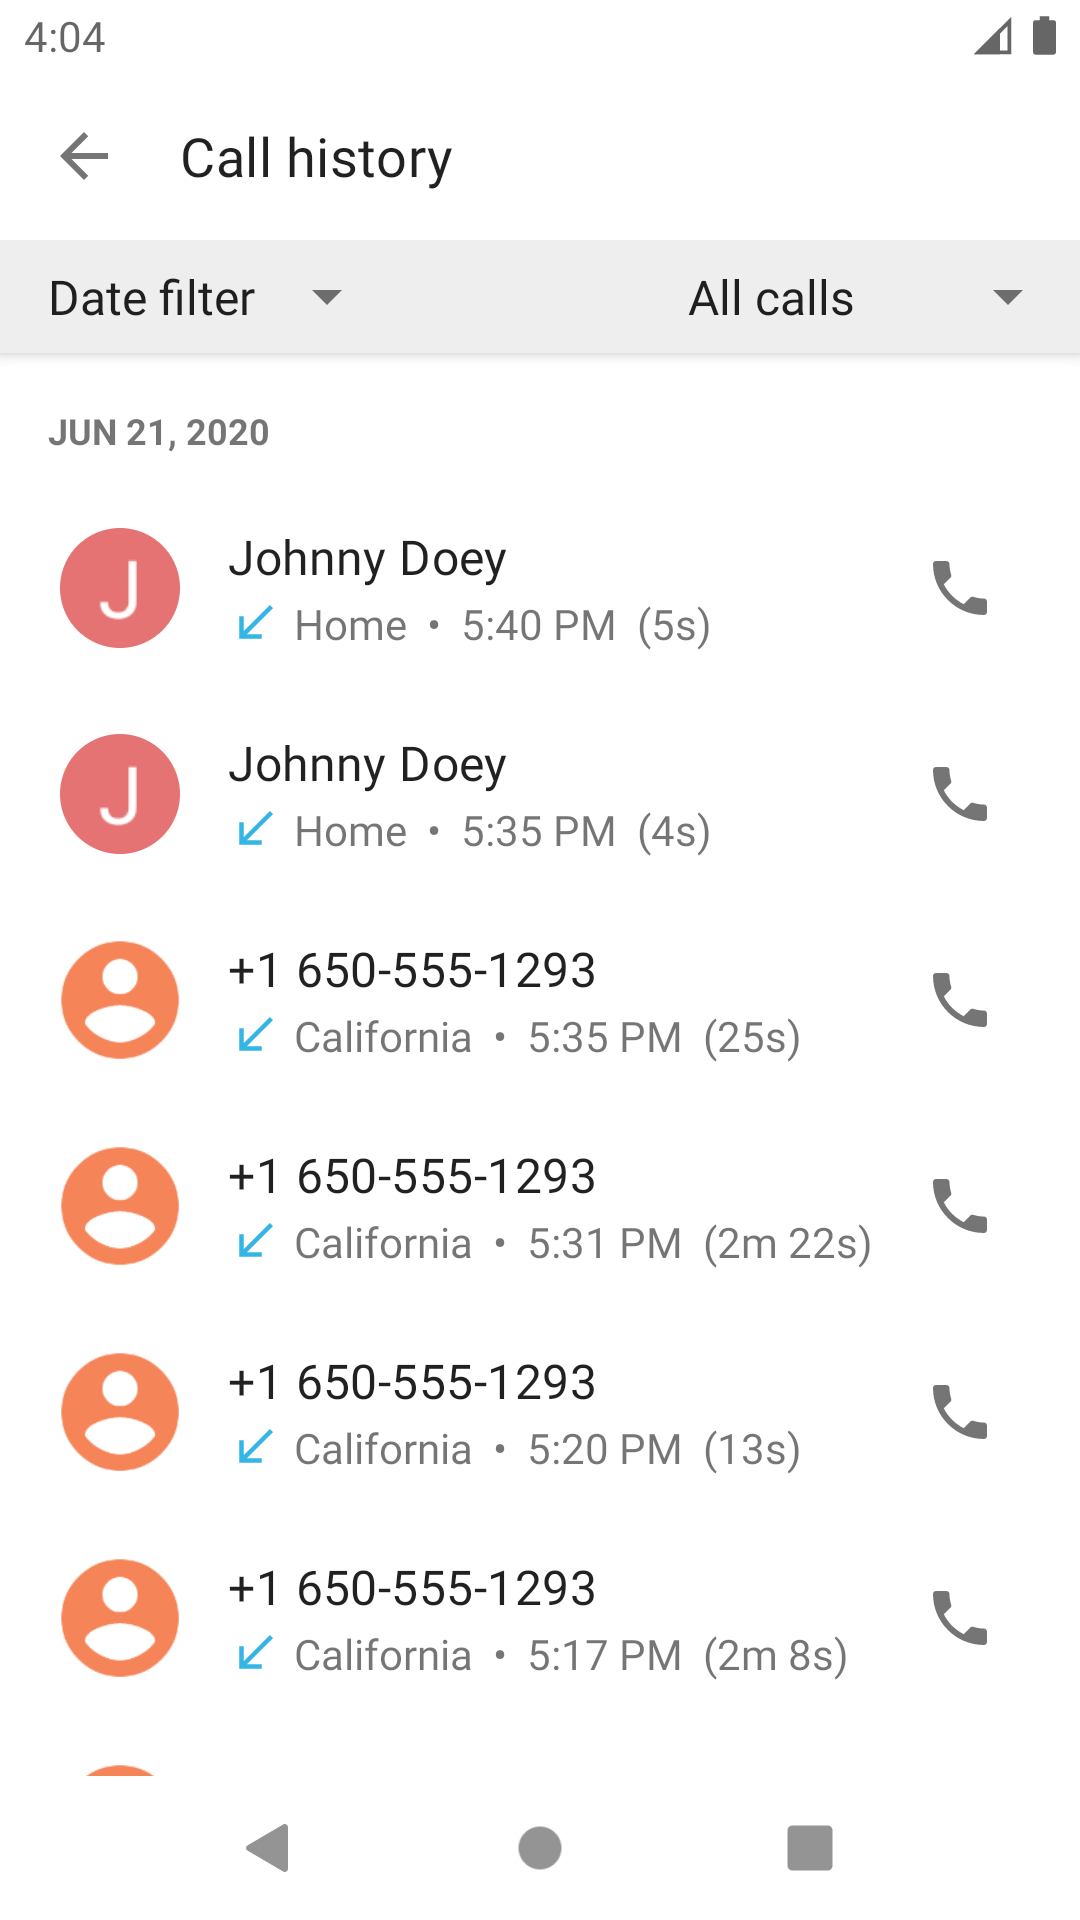 4:04
Call history
Date filter
All calls
JUN 21, 2020
J
Johnny Doey
Home • 5:40 PM (5s)
J
Johnny Doey
Home • 5:35 PM (4s)
+1 650-555-1293
California • 5:35 PM (25s)
+1 650-555-1293
California • 5:31 PM (2m 22s)
+1 650-555-1293
California • 5:20 PM (13s)
+1 650-555-1293
California • 5:17 PM (2m 8s)